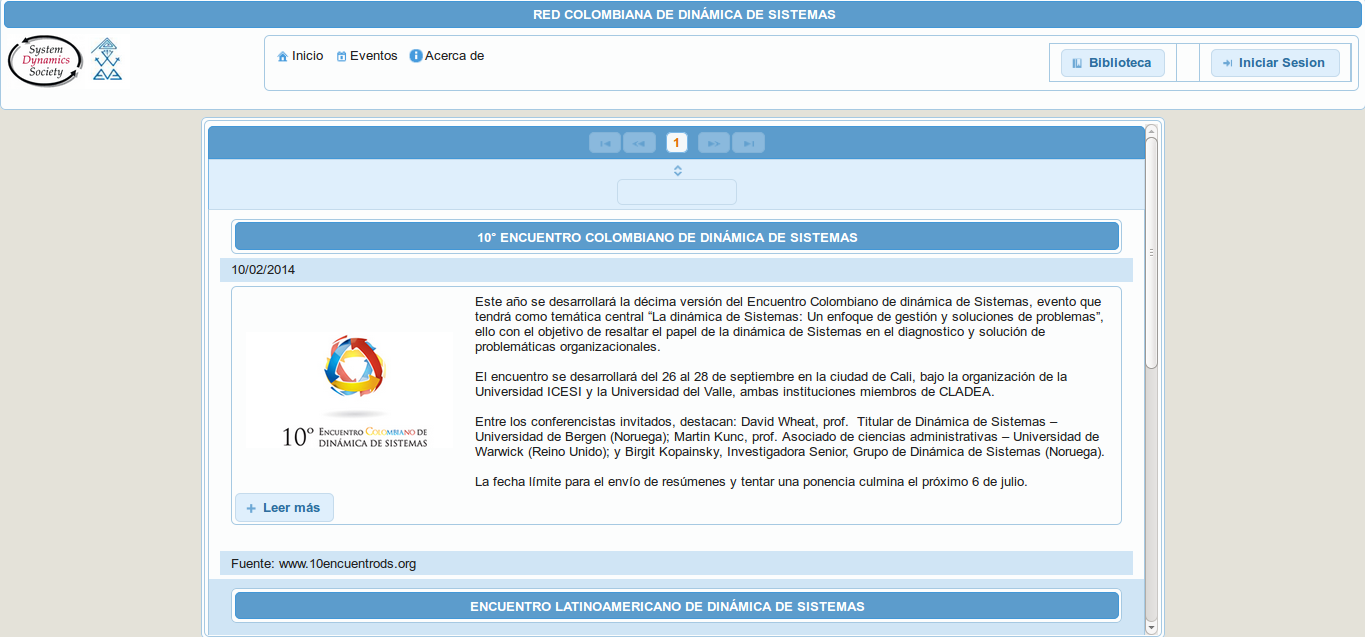 RED COLOMBIANA DE DINÁMICA DE SISTEMAS
System
Dynamics
Society
Inicio Eventos Acerca de
Biblioteca
Iniciar Sesion
1
10° ENCUENTRO COLOMBIANO DE DINÁMICA DE SISTEMAS
10/02/2014
Este año se desarrollará la décima versión del Encuentro Colombiano de dinámica de Sistemas, evento que
tendrá como temática central “La dinámica de Sistemas: Un enfoque de gestión y soluciones de problemas”,
ello con el objetivo de resaltar el papel de la dinámica de Sistemas en el diagnostico y solución de
problemáticas organizacionales.
El encuentro se desarrollará del 26 al 28 de septiembre en la ciudad de Cali, bajo la organización de la
Universidad ICESI y la Universidad del Valle, ambas instituciones miembros de CLADEA.
Entre los conferencistas invitados, destacan: David Wheat, prof. Titular de Dinámica de Sistemas –
Universidad de Bergen (Noruega); Martin Kunc, prof. Asociado de ciencias administrativas – Universidad de
Warwick (Reino Unido); y Birgit Kopainsky, Investigadora Senior, Grupo de Dinámica de Sistemas (Noruega).
La fecha límite para el envío de resúmenes y tentar una ponencia culmina el próximo 6 de julio.
10º ENCUENTRO COLOMBIANO DE
DINÁMICA DE SISTEMAS
Leer más
Fuente: www.10encuentrods.org
ENCUENTRO LATINOAMERICANO DE DINÁMICA DE SISTEMAS